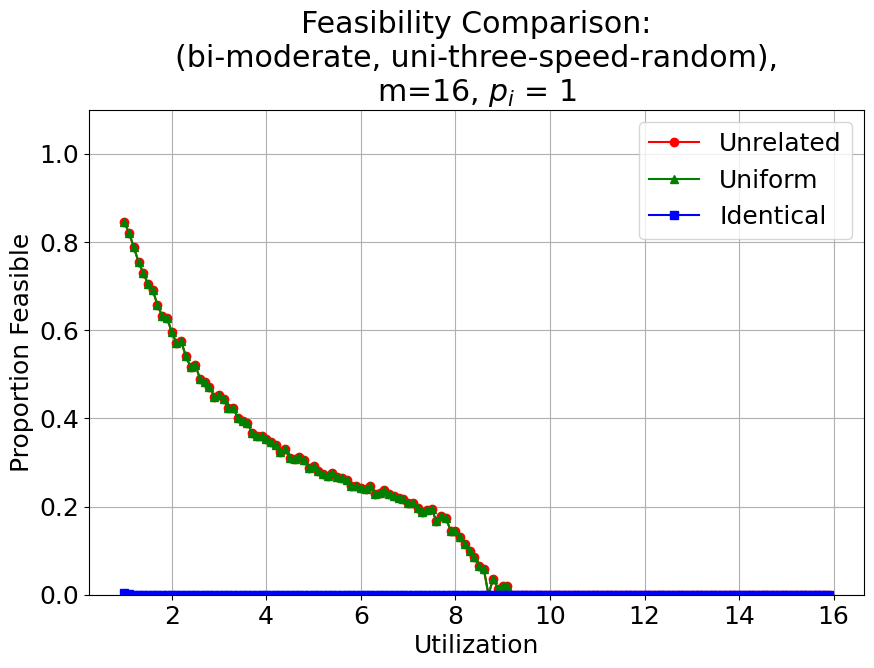 Feasibility Comparison:
(bi-moderate, uni-three-speed-random),
m=16, $p_i$ = 1
Unrelated
Uniform
Identical
Proportion Feasible
1.0
0.8
0.6
0.4
0.2
0.0
2 4 6 8 10 12 14 16
Utilization